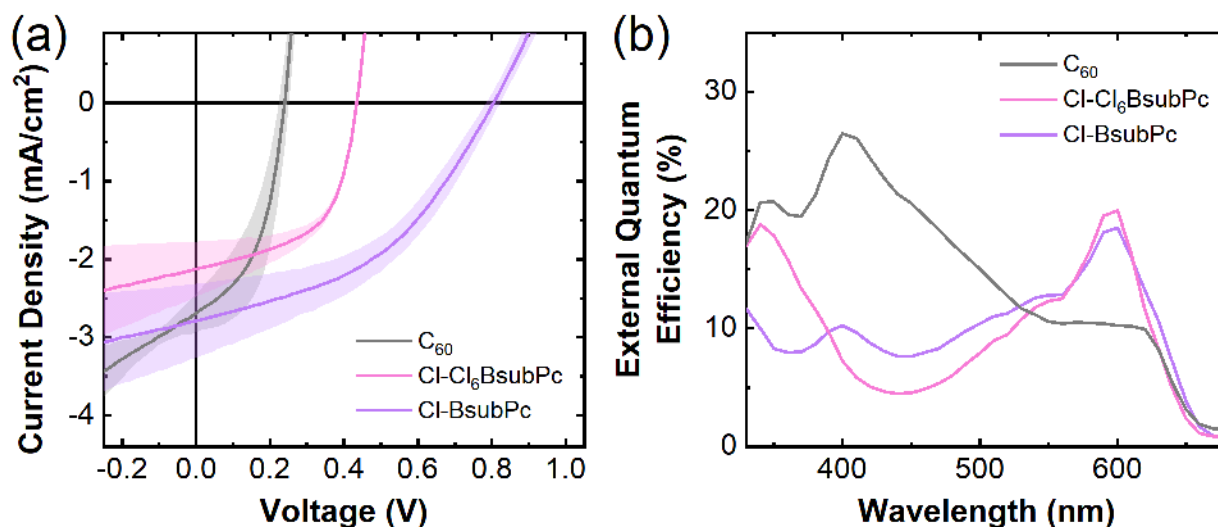 (a)
Current Density (mA/cm²)
0
-1
-2
-3
-4
C₆₀
Cl-Cl₆BsubPc
Cl-BsubPc
-0.2
0.0
0.2
0.4
0.6
0.8
1.0
Voltage (V)
(b)
External Quantum
Efficiency (%)
30
20
10
0
C₆₀
Cl-Cl₆BsubPc
Cl-BsubPc
400
500
600
Wavelength (nm)